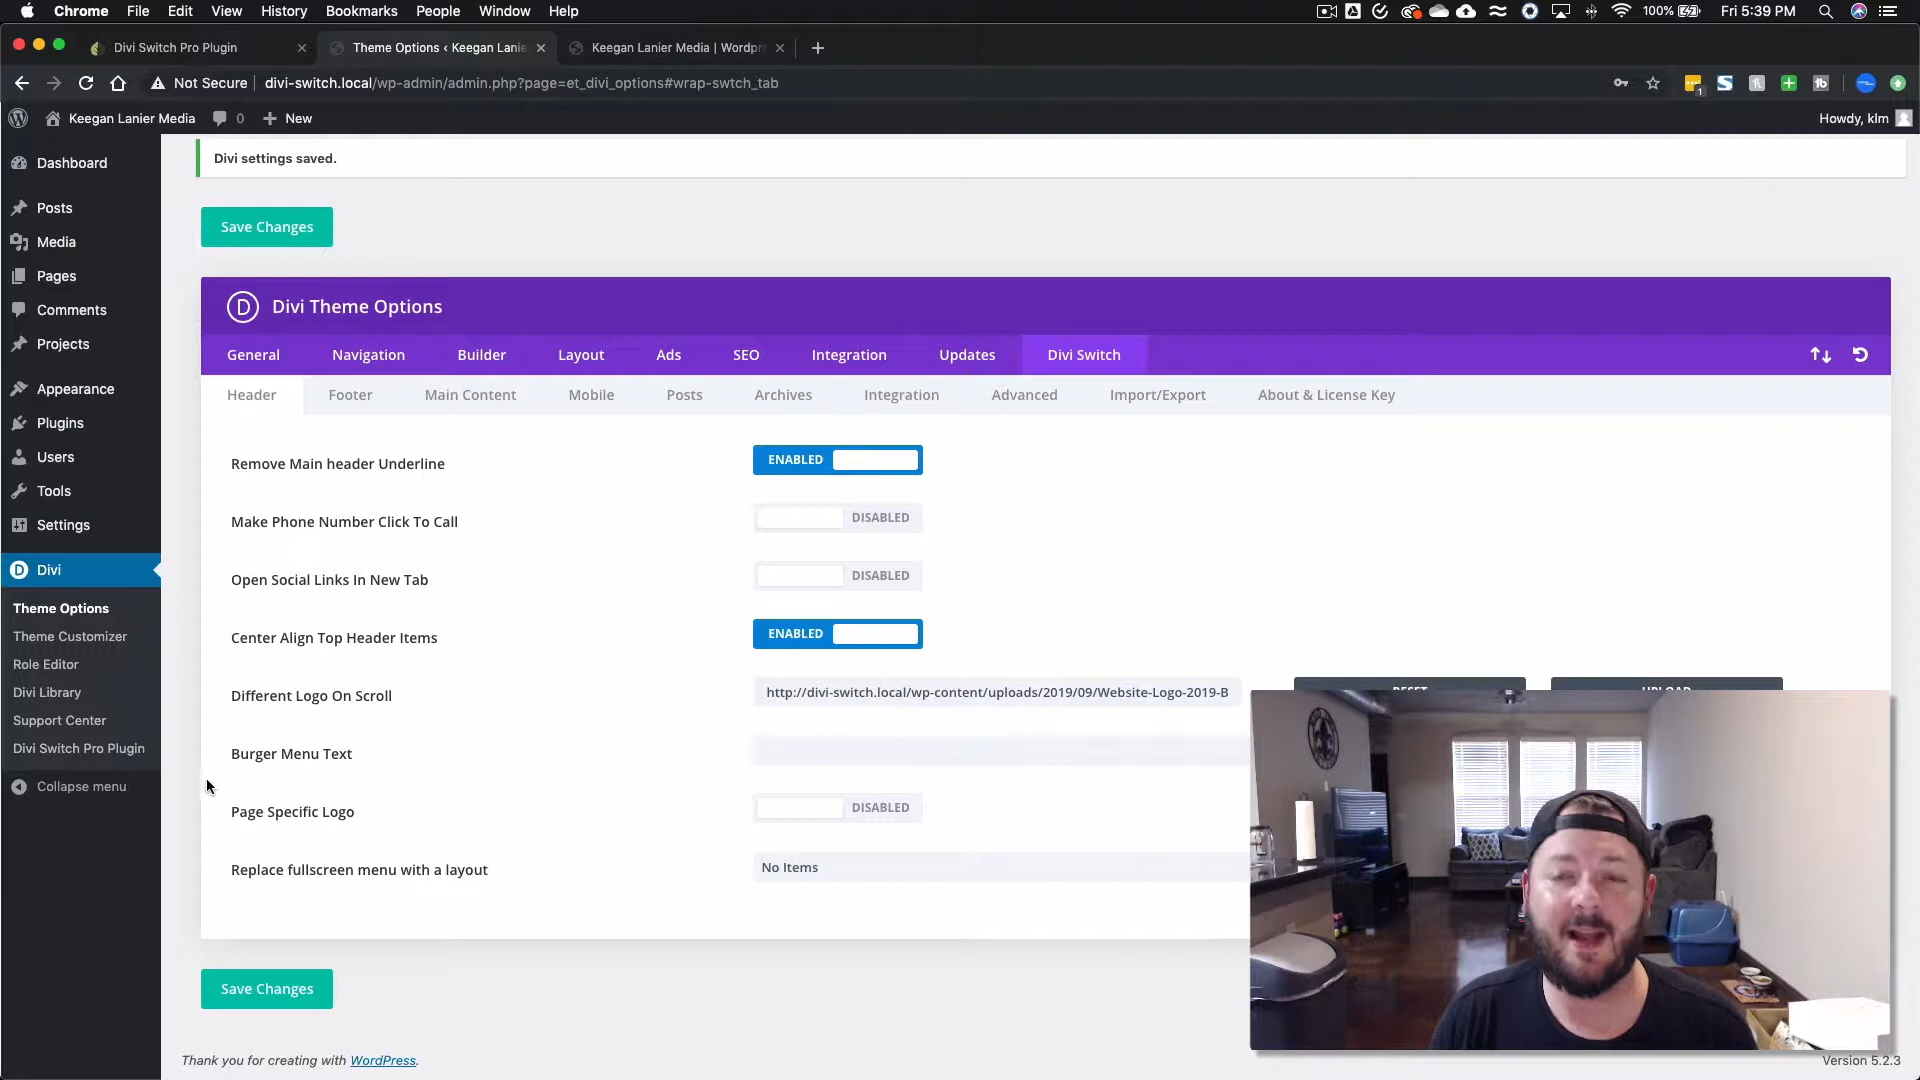 Chrome File Edit View History Bookmarks People Window Help 100% Fri 5:39 PM
Divi Switch Pro Plugin Theme Options ‹ Keegan Lanie Keegan Lanier Media | Wordpr
Not Secure divi-switch.local/wp-admin/admin.php?page=et_divi_options#wrap-swtch_tab 1
Keegan Lanier Media 0 New Howdy, klm
Dashboard
Posts
Media
Pages
Comments
Projects
Appearance
Plugins
Users
Tools
Settings
Divi
Theme Options
Theme Customizer
Role Editor
Divi Library
Support Center
Divi Switch Pro Plugin
Collapse menu
Divi settings saved.
Save Changes
D Divi Theme Options
General Navigation Builder Layout Ads SEO Integration Updates Divi Switch
Header Footer Main Content Mobile Posts Archives Integration Advanced Import/Export About & License Key
Remove Main header Underline ENABLED
Make Phone Number Click To Call DISABLED
Open Social Links In New Tab DISABLED
Center Align Top Header Items ENABLED
Different Logo On Scroll http://divi-switch.local/wp-content/uploads/2019/09/Website-Logo-2019-B RESET UPLOAD
Burger Menu Text
Page Specific Logo DISABLED
Replace fullscreen menu with a layout No Items
Save Changes
Thank you for creating with WordPress. Version 5.2.3